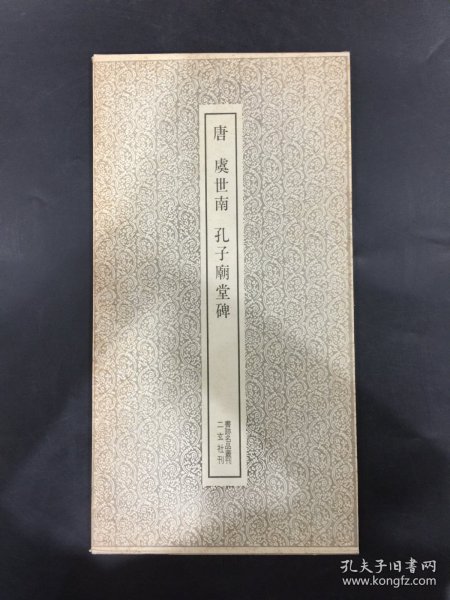 唐 虞世南 孔子廟堂碑
書跡名品叢刊
二玄社刊
孔夫子旧书网
www.kongfz.com